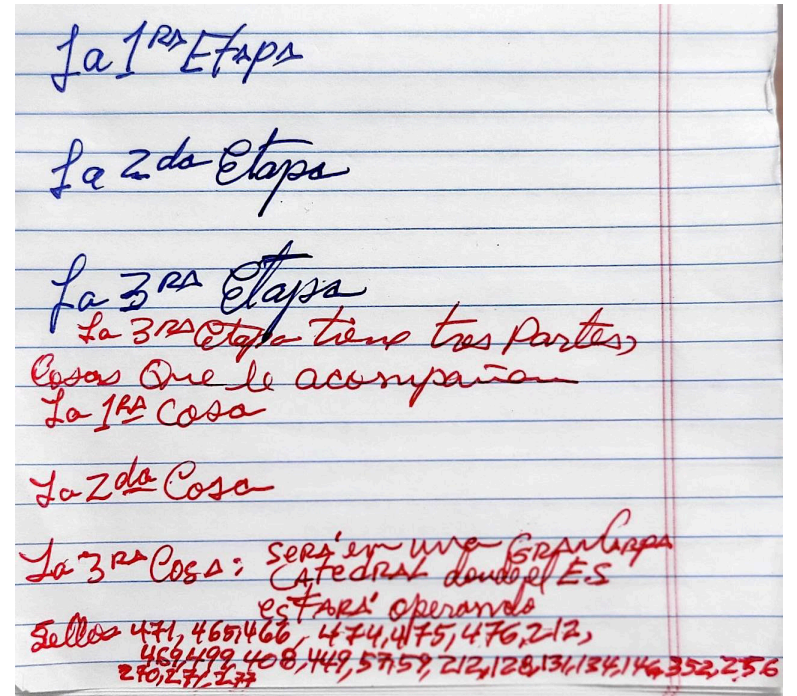 La 1RA Etapa
La 2da Etapa
La 3RA Etapa
La 3RA Etapa tiene tres Partes,
Cosas Que le acompañan
La 1RA Cosa
La 2da Cosa
La 3RA Cosa: SERÁ en una GRAN CARPA
CATEDRAL donde el E.S
ESTARÁ operando
Sellos 471, 465, 466, 474, 475, 476, 212,
469, 499, 408, 449, 57, 59, 212, 128, 131, 134, 146, 352, 256
270, 271, 277